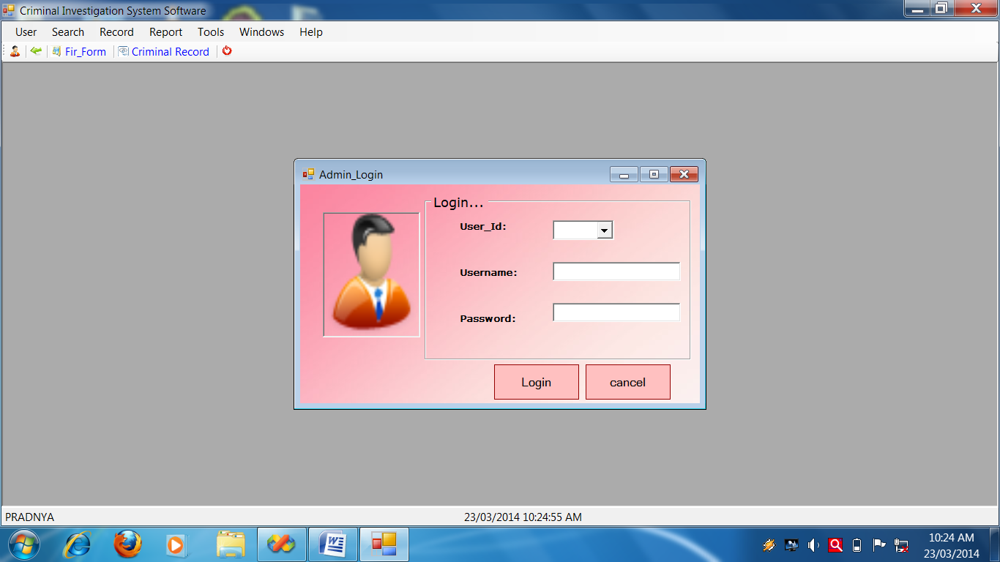 Criminal Investigation System Software
User Search Record Report Tools Windows Help
Fir_Form Criminal Record
Admin_Login
Login...
User_Id:
Username:
Password:
Login cancel
PRADNYA 23/03/2014 10:24:55 AM
10:24 AM
23/03/2014